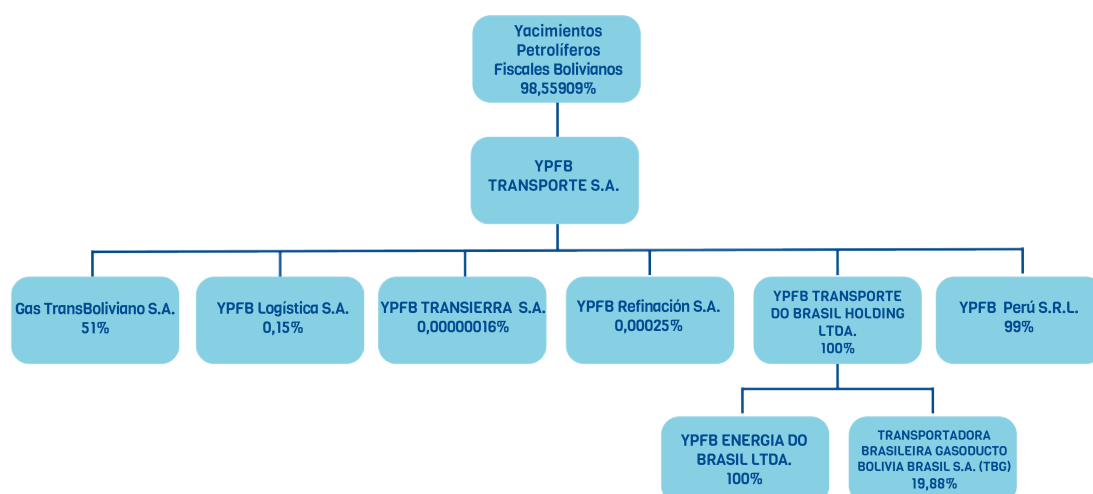 Yacimientos
Petrolíferos
Fiscales Bolivianos
98,55909%
YPFB
TRANSPORTE S.A.
Gas TransBoliviano S.A.
51%
YPFB Logística S.A.
0,15%
YPFB TRANSIERRA S.A.
0,00000016%
YPFB Refinación S.A.
0,00025%
YPFB TRANSPORTE
DO BRASIL HOLDING
LTDA.
100%
YPFB Perú S.R.L.
99%
YPFB ENERGIA DO
BRASIL LTDA.
100%
TRANSPORTADORA
BRASILEIRA GASODUCTO
BOLIVIA BRASIL S.A. (TBG)
19,88%